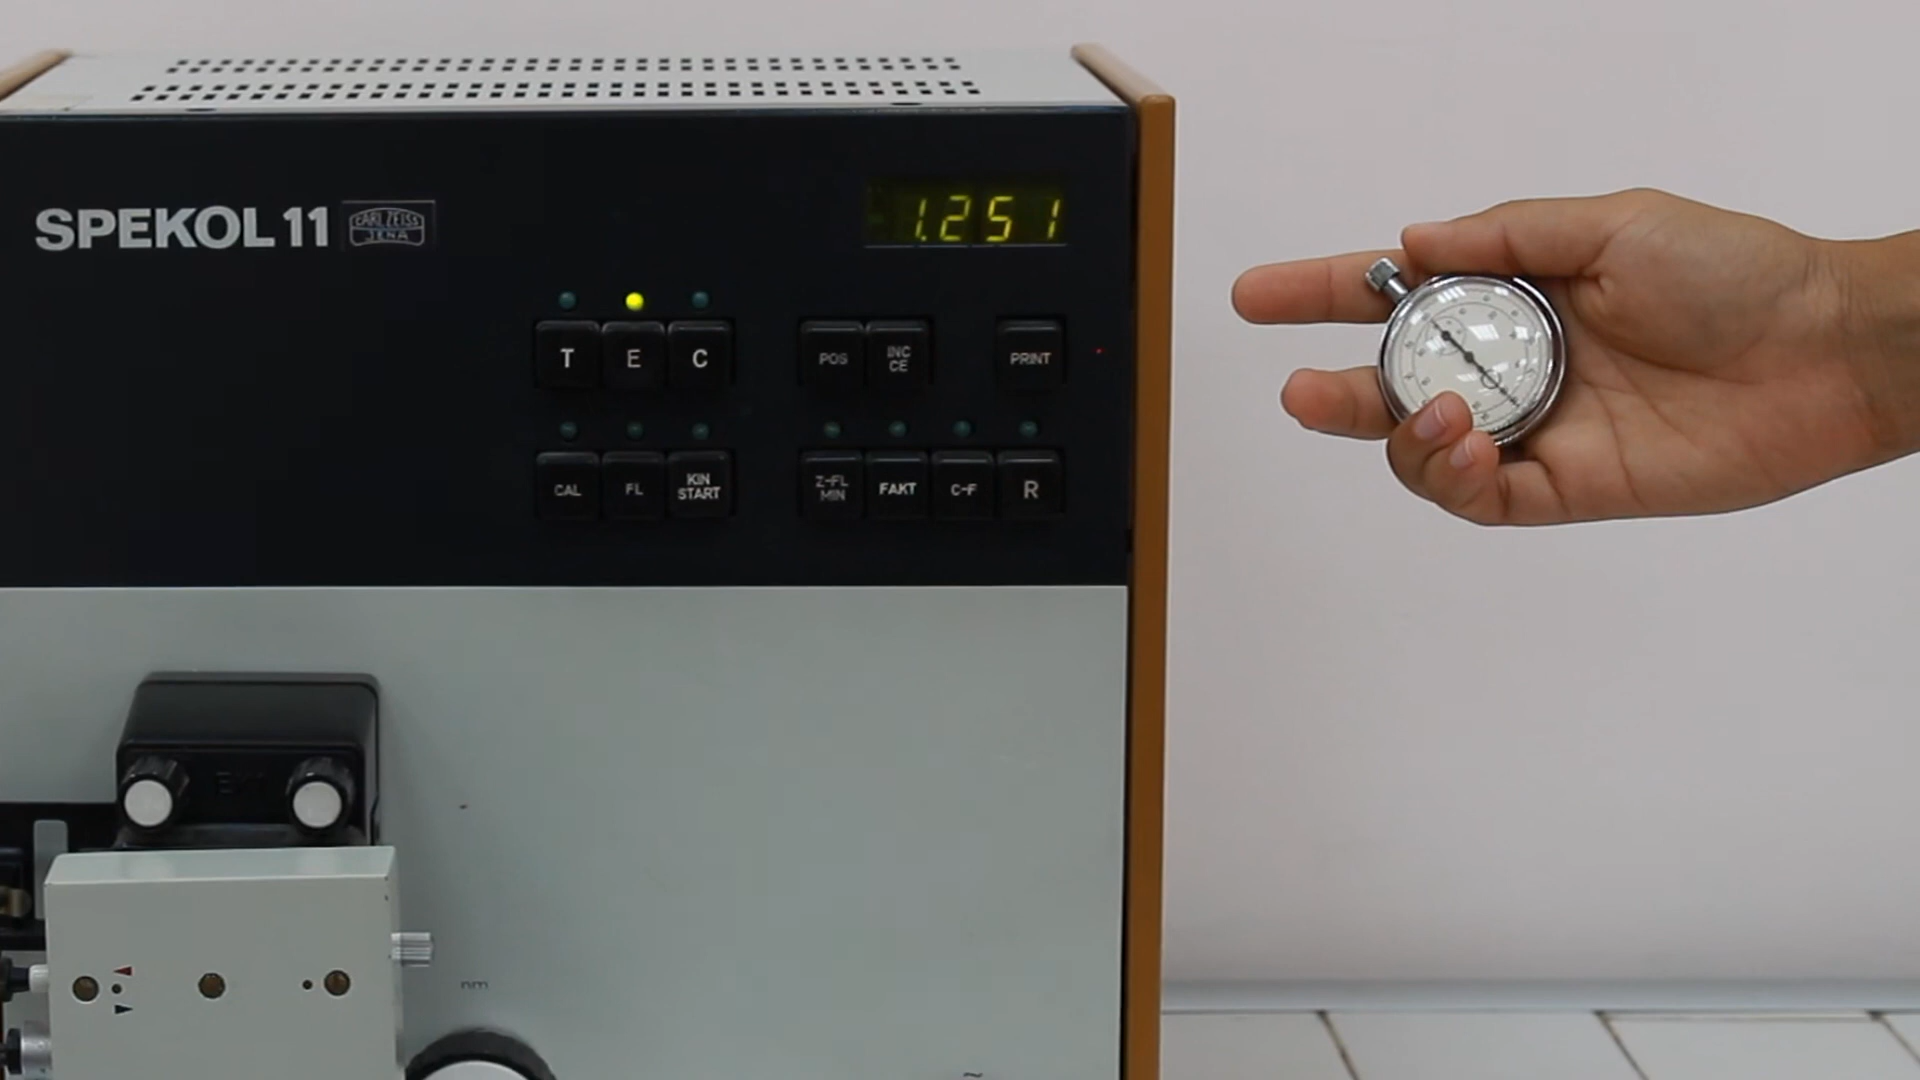 SPEKOL 11
CARL ZEISS
JENA
1.251
T E C
POS
INC
CE
PRINT
CAL
FL
KIN
START
Z-FL
MIN
FAKT
C-F
R
nm
~